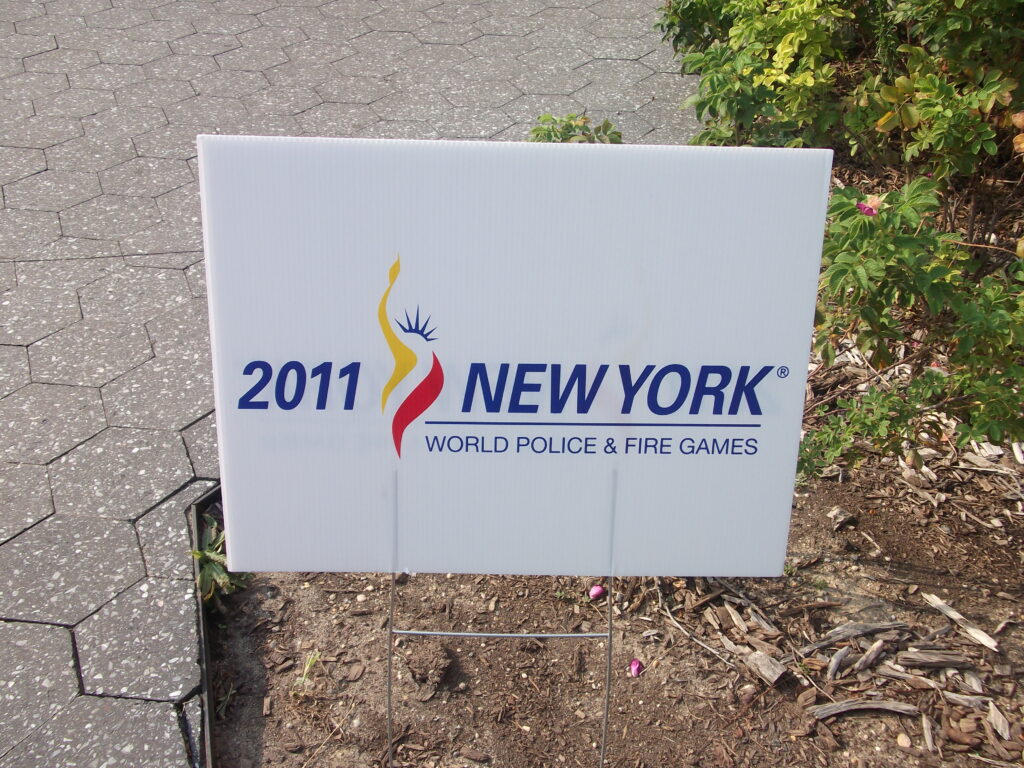 2011 NEW YORK®
WORLD POLICE & FIRE GAMES